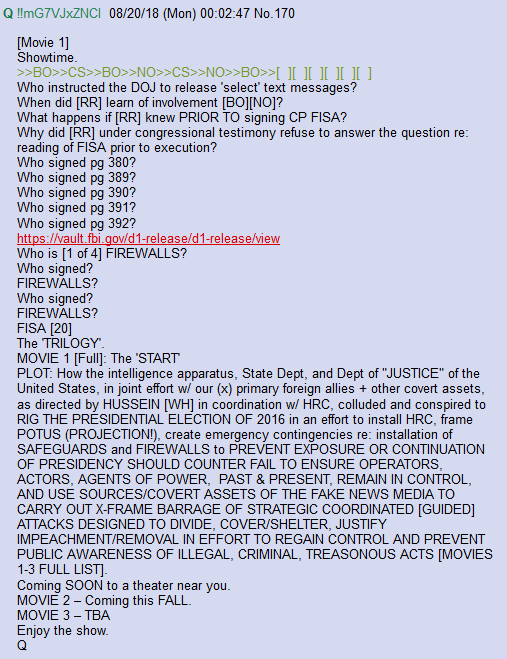 Q !!mG7VJxZNCI 08/20/18 (Mon) 00:02:47 No.170
[Movie 1]
Showtime.
>>BO>>CS>>BO>>NO>>CS>>NO>>BO>>[  ][  ][  ][  ][  ][  ]
Who instructed the DOJ to release 'select' text messages?
When did [RR] learn of involvement [BO][NO]?
What happens if [RR] knew PRIOR TO signing CP FISA?
Why did [RR] under congressional testimony refuse to answer the question re:
reading of FISA prior to execution?
Who signed pg 380?
Who signed pg 389?
Who signed pg 390?
Who signed pg 391?
Who signed pg 392?
https://vault.fbi.gov/d1-release/d1-release/view
Who is [1 of 4] FIREWALLS?
Who signed?
FIREWALLS?
Who signed?
FIREWALLS?
FISA [20]
The 'TRILOGY'.
MOVIE 1 [Full]: The 'START'
PLOT: How the intelligence apparatus, State Dept, and Dept of "JUSTICE" of the
United States, in joint effort w/ our (x) primary foreign allies + other covert assets,
as directed by HUSSEIN [WH] in coordination w/ HRC, colluded and conspired to
RIG THE PRESIDENTIAL ELECTION OF 2016 in an effort to install HRC, frame
POTUS (PROJECTION!), create emergency contingencies re: installation of
SAFEGUARDS and FIREWALLS to PREVENT EXPOSURE OR CONTINUATION
OF PRESIDENCY SHOULD COUNTER FAIL TO ENSURE OPERATORS,
ACTORS, AGENTS OF POWER,  PAST & PRESENT, REMAIN IN CONTROL,
AND USE SOURCES/COVERT ASSETS OF THE FAKE NEWS MEDIA TO
CARRY OUT X-FRAME BARRAGE OF STRATEGIC COORDINATED [GUIDED]
ATTACKS DESIGNED TO DIVIDE, COVER/SHELTER, JUSTIFY
IMPEACHMENT/REMOVAL IN EFFORT TO REGAIN CONTROL AND PREVENT
PUBLIC AWARENESS OF ILLEGAL, CRIMINAL, TREASONOUS ACTS [MOVIES
1-3 FULL LIST].
Coming SOON to a theater near you.
MOVIE 2 – Coming this FALL.
MOVIE 3 – TBA
Enjoy the show.
Q